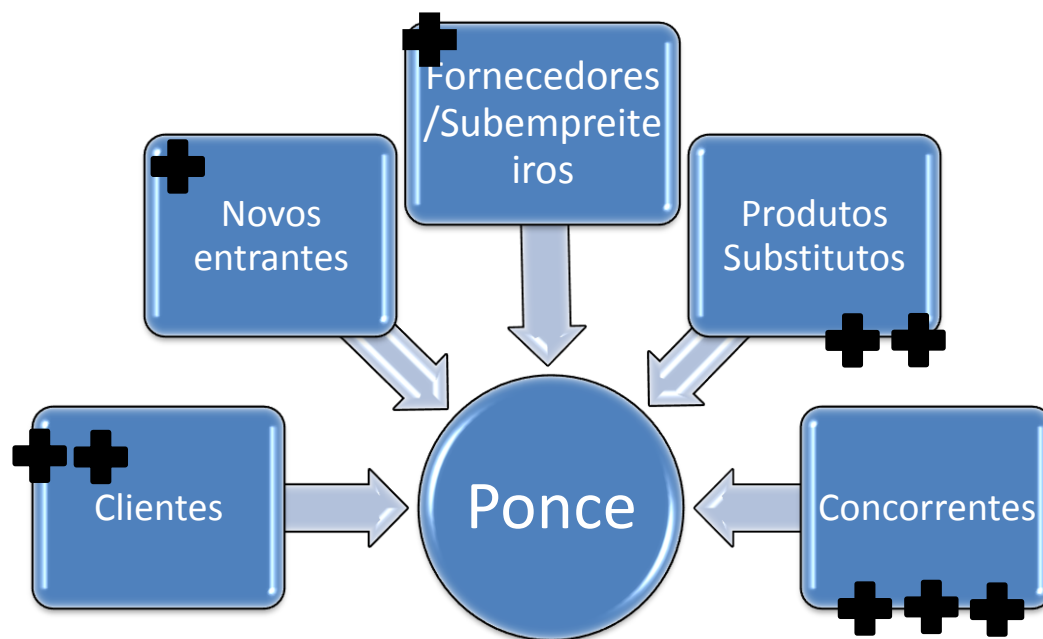 Fornecedores
/Subempreite
iros
Novos
entrantes
Produtos
Substitutos
Clientes
Ponce
Concorrentes